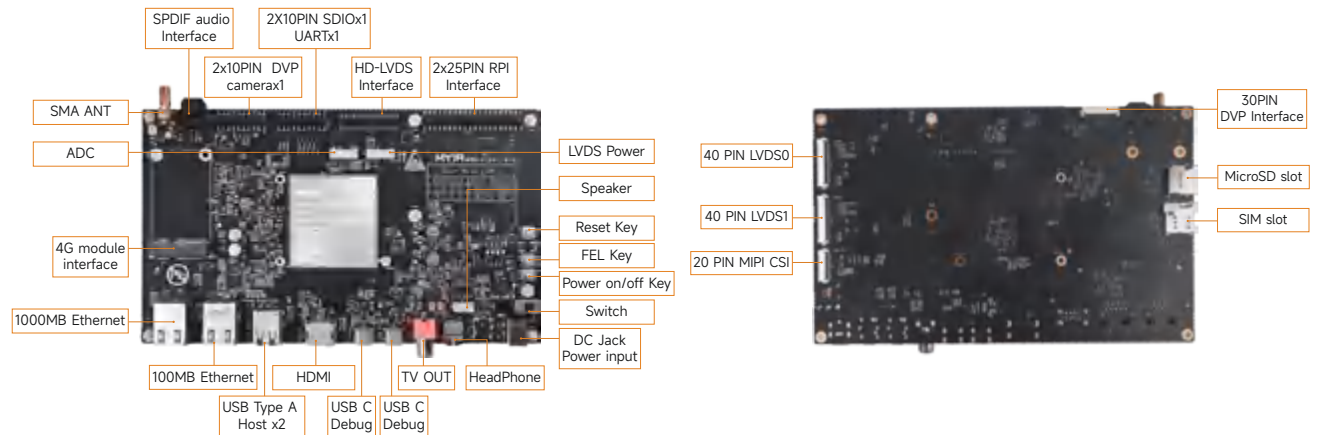 SPDIF audio
Interface
2X10PIN SDIOx1
UARTx1
2x10PIN DVP
camerax1
HD-LVDS
Interface
2x25PIN RPI
Interface
SMA ANT
ADC
LVDS Power
Speaker
Reset Key
4G module
interface
FEL Key
Power on/off Key
1000MB Ethernet
Switch
DC Jack
Power input
100MB Ethernet
HDMI
TV OUT
HeadPhone
USB Type A
Host x2
USB C
Debug
USB C
Debug
30PIN
DVP Interface
40 PIN LVDS0
MicroSD slot
40 PIN LVDS1
SIM slot
20 PIN MIPI CSI